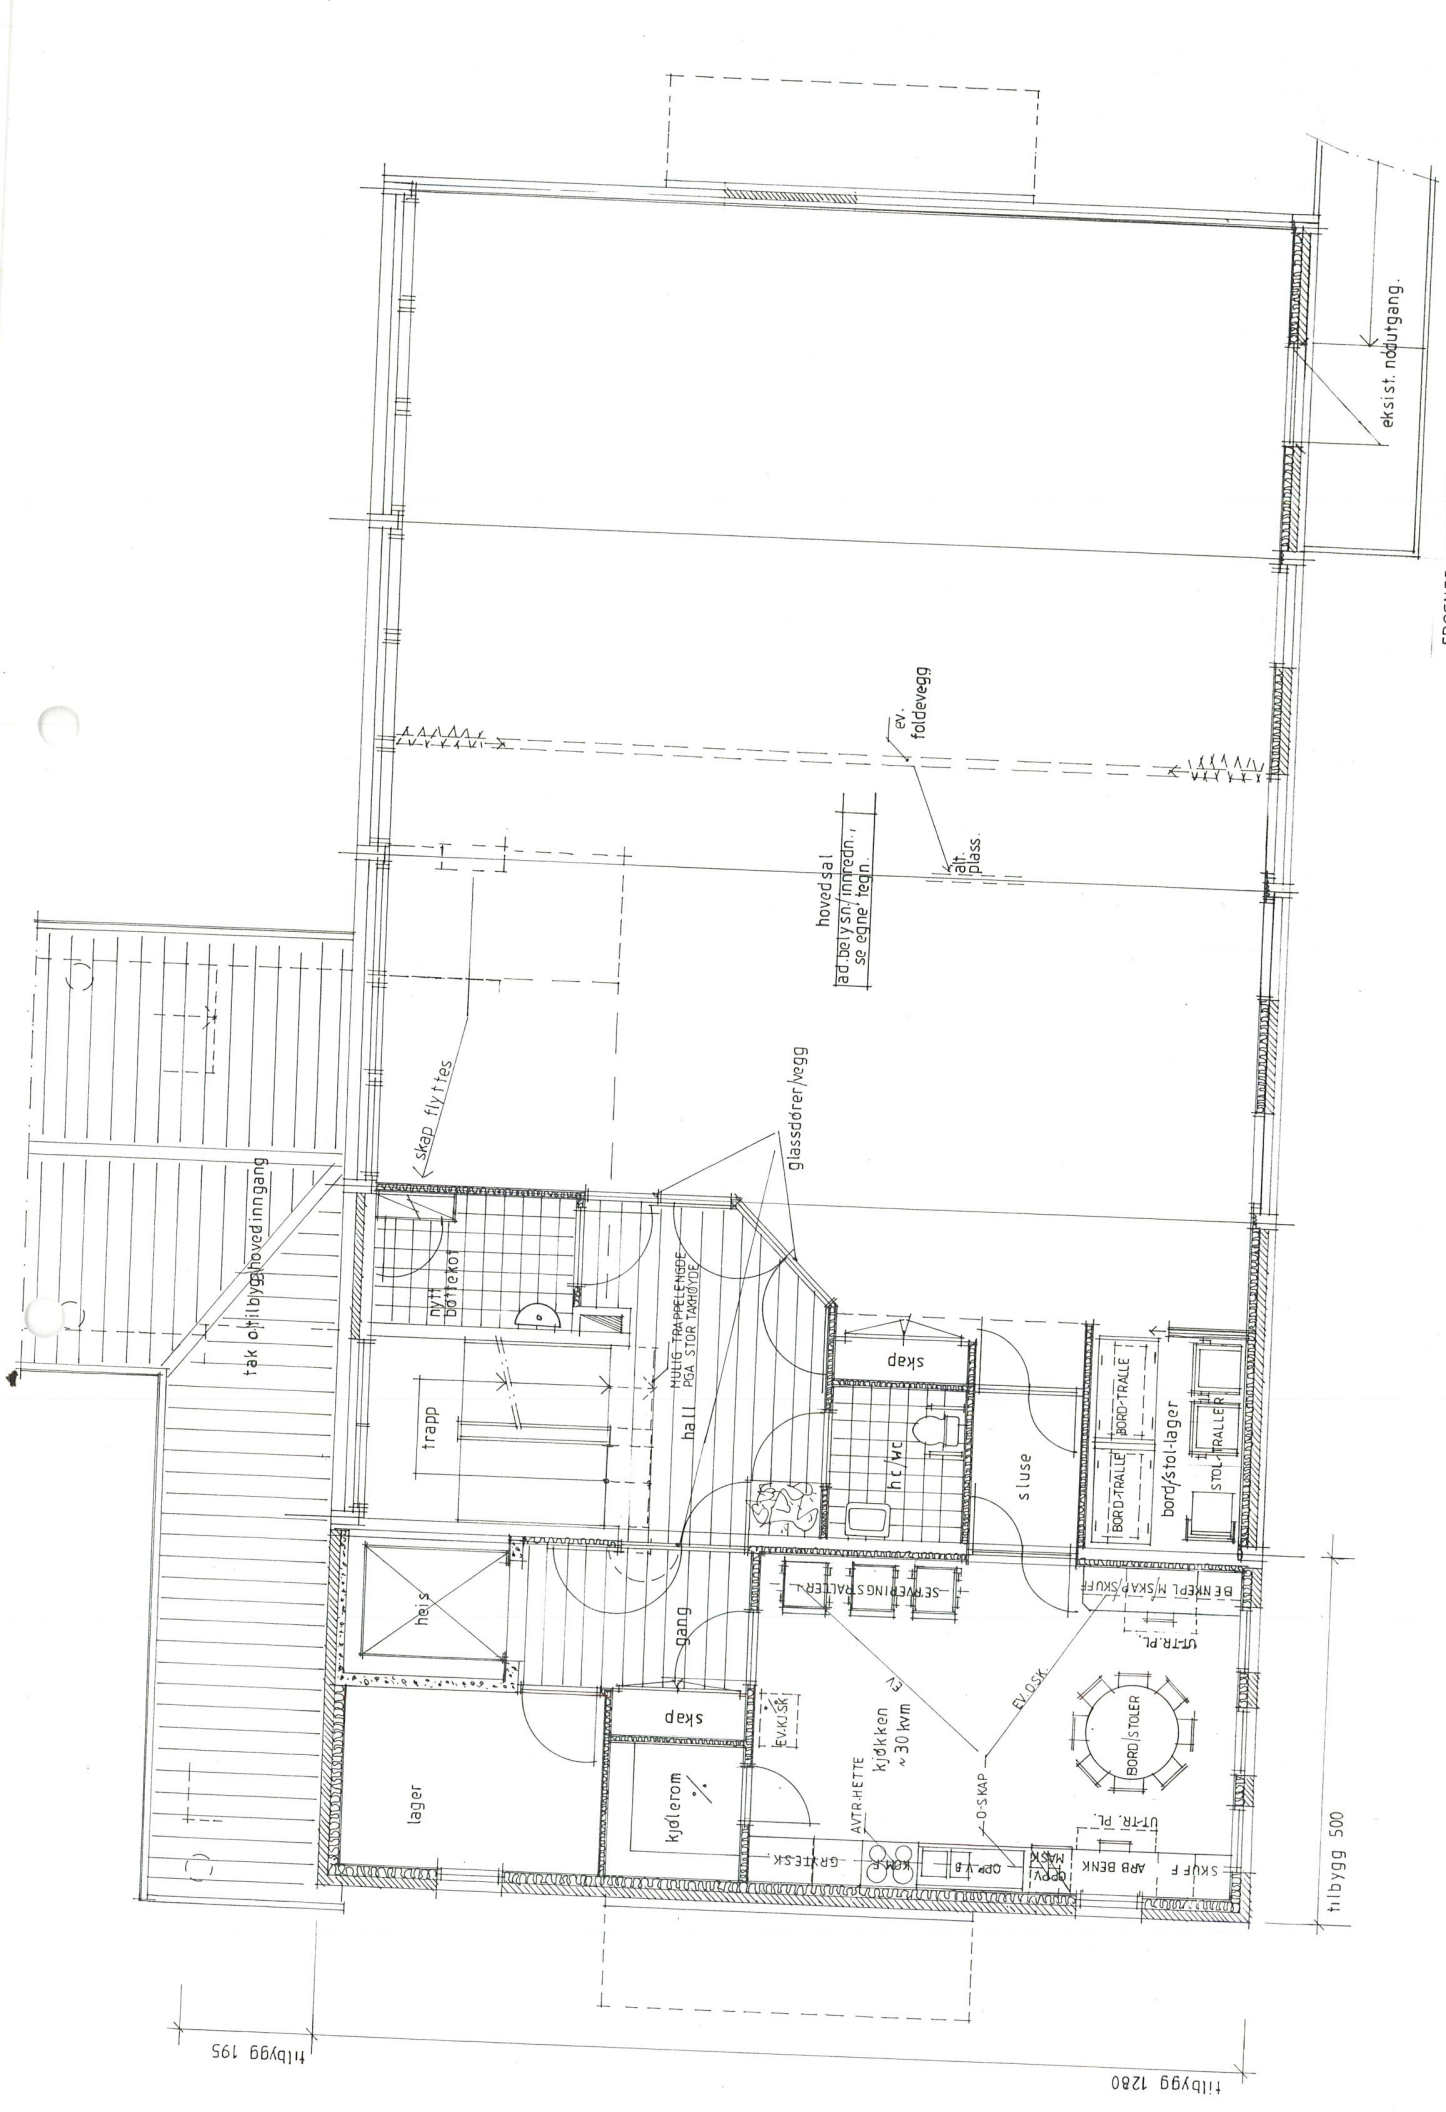 eksist. nødutgang.
ev.
foldevegg
alt.
plass.
hovedsal
ad.belysn./innredn.,
se egne tegn.
skap flyttes
glassdører/vegg
tak o. tilbygg hovedinngang
nytt
bøttekot
MULIG TRAPPELENGDE
PGA STOR TAKHØYDE
trapp
hall
skap
hc/wc
sluse
BORD-TRALLE
BORD-TRALLE
bord/stol-lager
STOL-TRALLER
heis
gang
SERVERINGSTRALLER
BENKEPL M/SKAP/SKUFF
UT-TR.PL.
EV
EV. O.SK.
skap
EV.KJ.SK
kjøkken
~30 kvm
BORD/STOLER
lager
kjølerom
AVTR.HETTE
O-SKAP
UT-TR. PL.
GRYTESK
KOMF
OPPV.B
OPPV
MASK
ARB BENK
SKUFF
tilbygg 500
tilbygg 195
tilbygg 1280